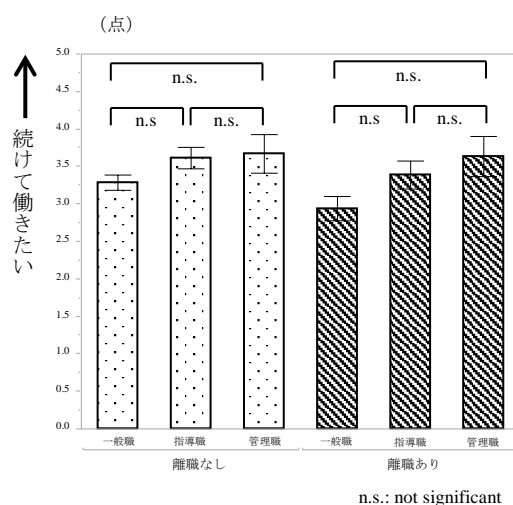 （点）
続けて働きたい
5.0
4.5
4.0
3.5
3.0
2.5
2.0
1.5
1.0
0.5
0.0
n.s.
n.s
n.s.
n.s.
n.s
n.s.
一般職 指導職 管理職 一般職 指導職 管理職
離職なし 離職あり
n.s.: not significant